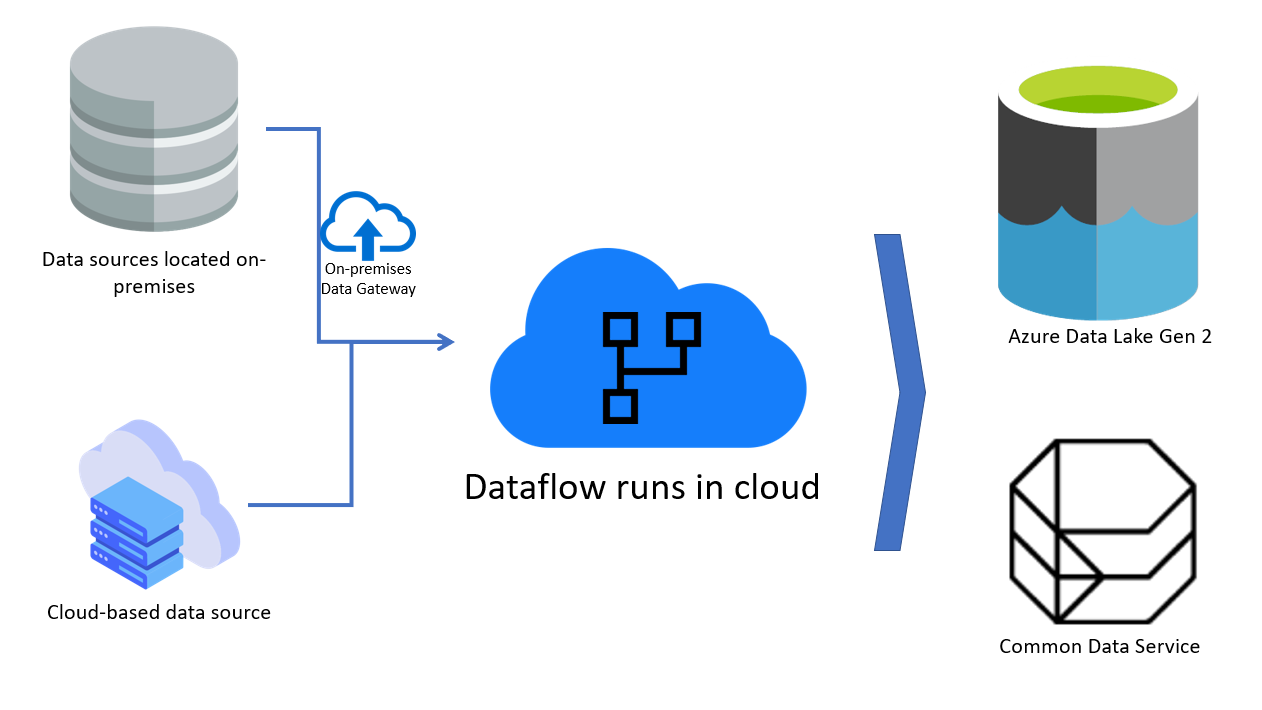 Data sources located on-
premises
On-premises
Data Gateway
Dataflow runs in cloud
Cloud-based data source
Azure Data Lake Gen 2
Common Data Service